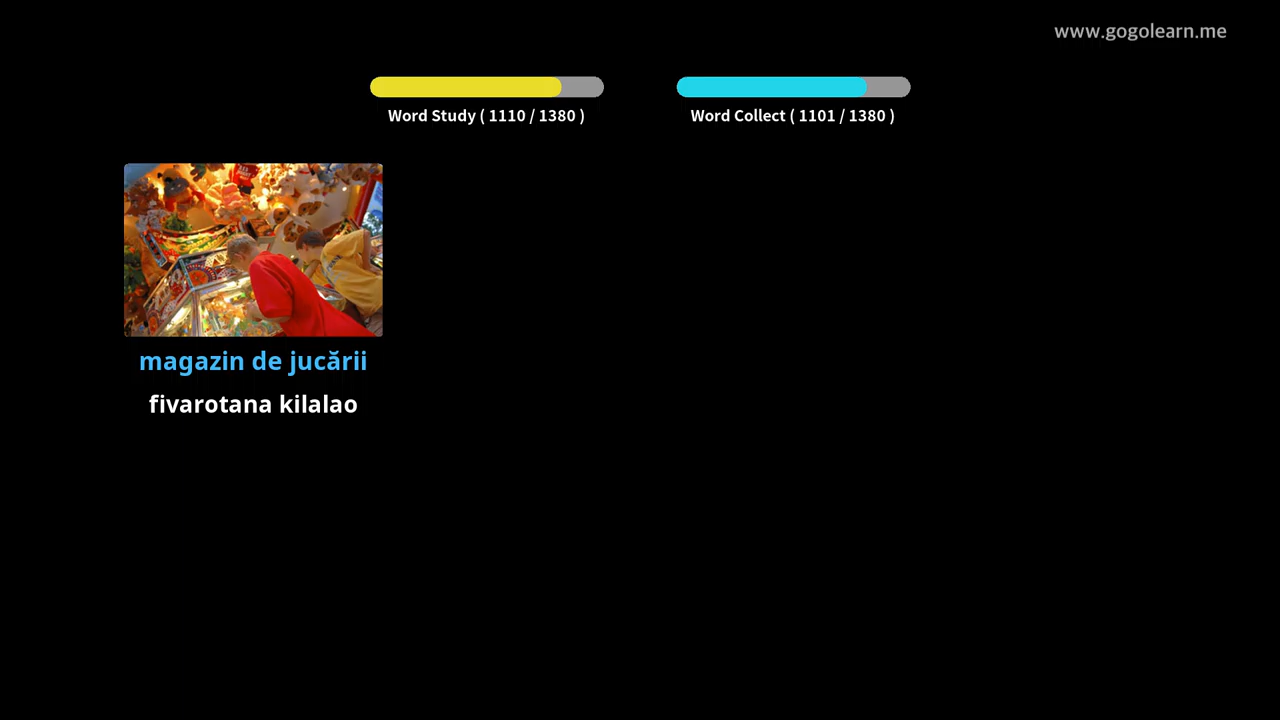 www.gogolearn.me
Word Study ( 1110 / 1380 )
Word Collect ( 1101 / 1380 )
magazin de jucării
fivarotana kilalao